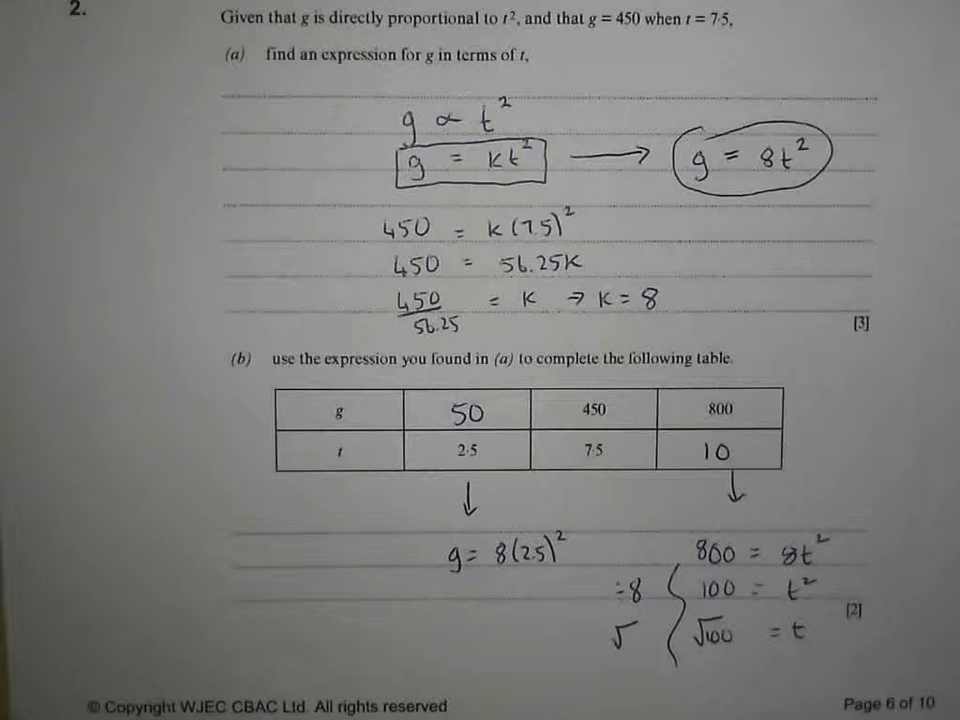 2.
Given that g is directly proportional to t², and that g = 450 when t = 7·5,
(a) find an expression for g in terms of t,
g ∝ t²
g = kt² → g = 8t²
450 = k(7.5)²
450 = 56.25k
450/56.25 = k → k = 8
[3]
(b) use the expression you found in (a) to complete the following table.
g 50 450 800
t 2·5 7·5 10
↓ ↓
g = 8(2.5)² 800 = 8t²
÷8 100 = t²
[2]
√ √100 = t
© Copyright WJEC CBAC Ltd. All rights reserved Page 6 of 10